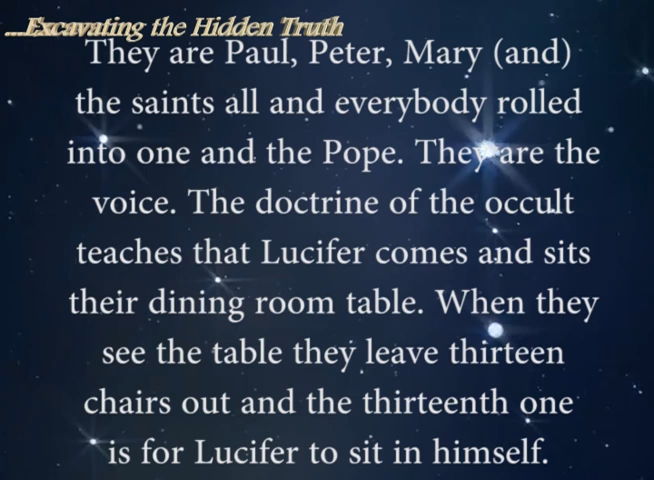 ...Excavating the Hidden Truth
They are Paul, Peter, Mary (and)
the saints all and everybody rolled
into one and the Pope. They are the
voice. The doctrine of the occult
teaches that Lucifer comes and sits
their dining room table. When they
see the table they leave thirteen
chairs out and the thirteenth one
is for Lucifer to sit in himself.